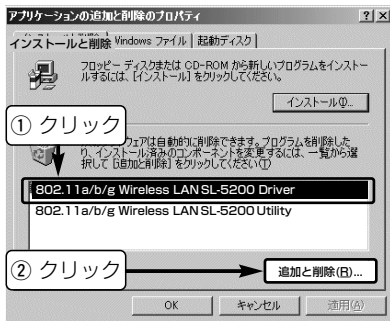 アプリケーションの追加と削除のプロパティ
インストールと削除 Windows ファイル 起動ディスク
フロッピー ディスクまたは CD-ROM から新しいプログラムをインストー
ルするには、[インストール] をクリックしてください。
インストール(I)...
① クリック
ウェアは自動的に削除できます。プログラムを削除した
り、インストール済みのコンポーネントを変更するには、一覧から選
択して [追加と削除] をクリックしてください(T)
802.11a/b/g Wireless LAN SL-5200 Driver
802.11a/b/g Wireless LAN SL-5200 Utility
② クリック
追加と削除(R)...
OK キャンセル 適用(A)